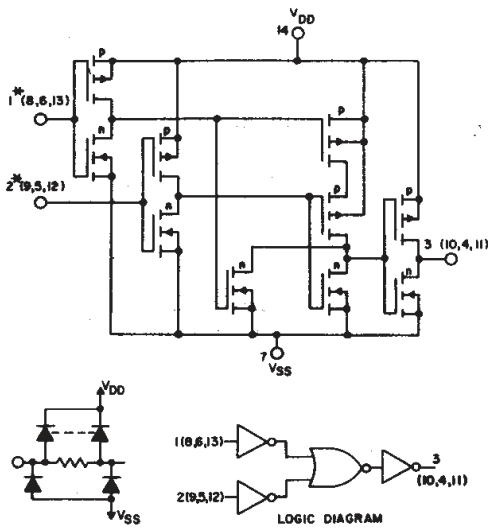 VDD
14
p
1*(8,6,13)
n
p
p
2*(9,5,12)
p
p
n
n
n
3 (10,4,11)
n
7
VSS
VDD
VSS
1(8,6,13)
2(9,5,12)
3
(10,4,11)
LOGIC DIAGRAM